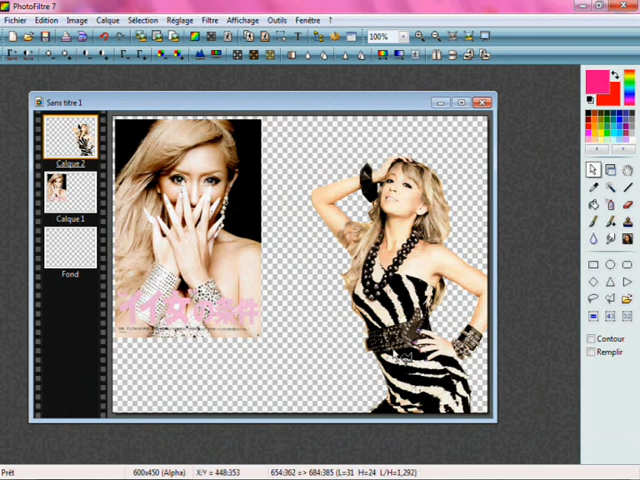 PhotoFiltre 7
Fichier Edition Image Calque Sélection Réglage Filtre Affichage Outils Fenêtre ?
100%
Sans titre 1
Calque 2
Calque 1
Fond
イイ女の条件
Contour
Remplir
Prêt 600x450 (Alpha) X:Y = 448:353 654:362 => 684:385 (L=31 H=24 L/H=1,292)